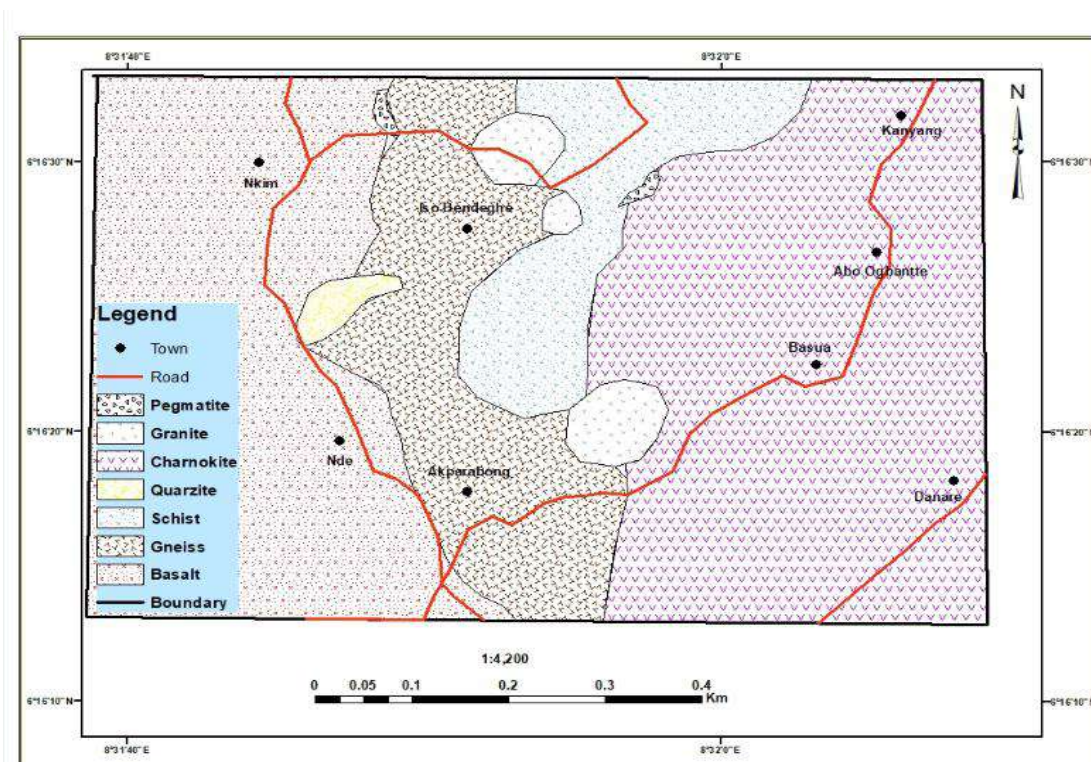 8°31'40"E
8°32'0"E
N
Kanyang
6°16'30"N
6°16'30"N
Nkim
Iso Bendeghe
Abo Ogbantte
Legend
Town
Road
Pegmatite
Granite
Charnokite
Quarzite
Schist
Gneiss
Basalt
Boundary
Basua
6°16'20"N
6°16'20"N
Nde
Akparabong
Danare
1:4,200
0 0.05 0.1 0.2 0.3 0.4
Km
6°16'10"N
6°16'10"N
8°31'40"E
8°32'0"E